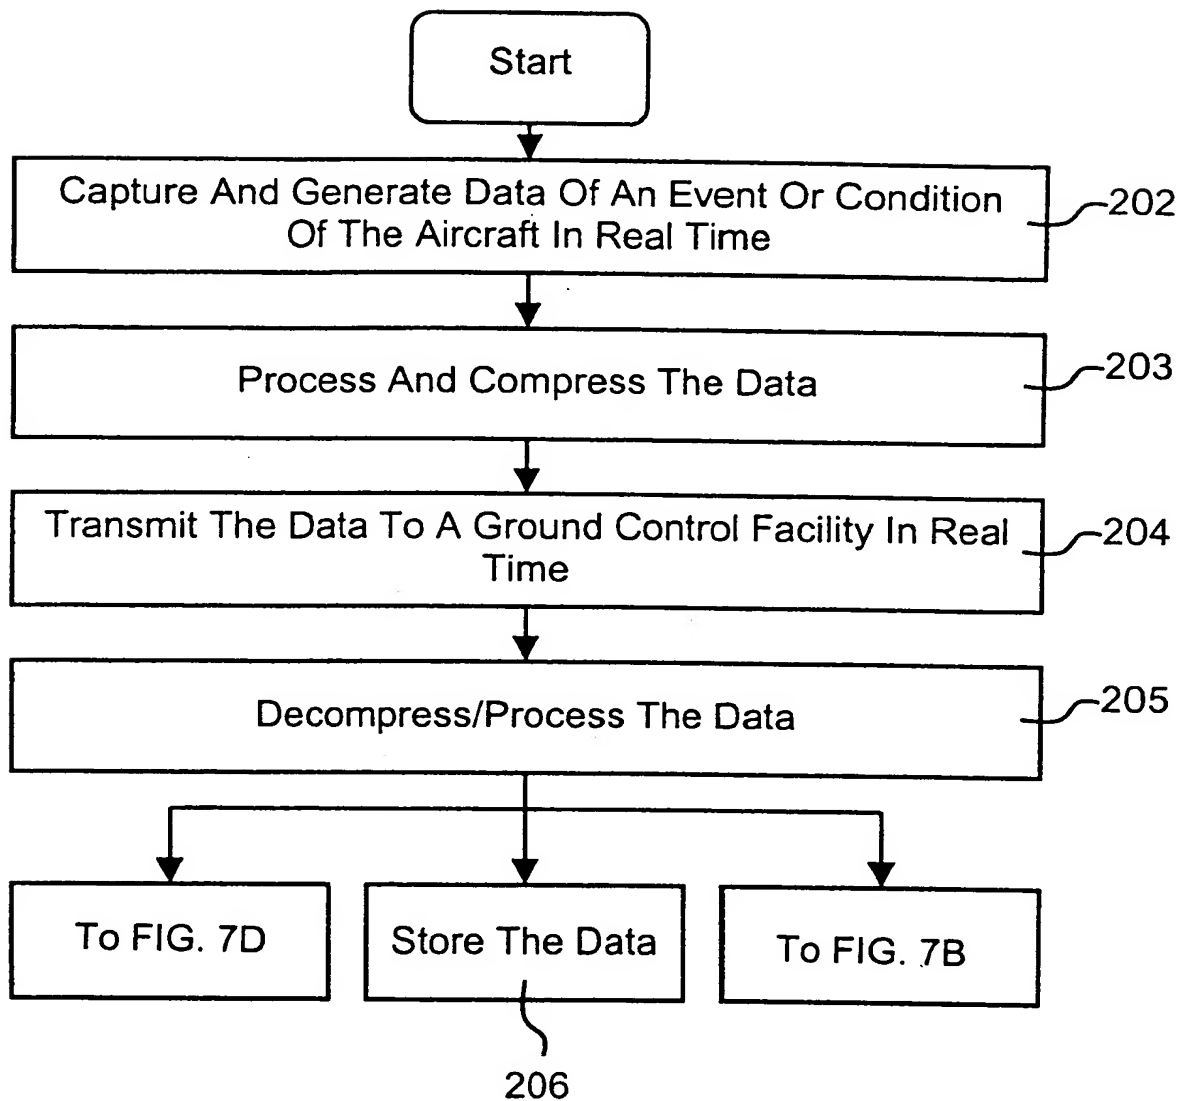 Start
Capture And Generate Data Of An Event Or Condition
Of The Aircraft In Real Time
202
Process And Compress The Data
203
Transmit The Data To A Ground Control Facility In Real
Time
204
Decompress/Process The Data
205
To FIG. 7D
Store The Data
To FIG. 7B
206